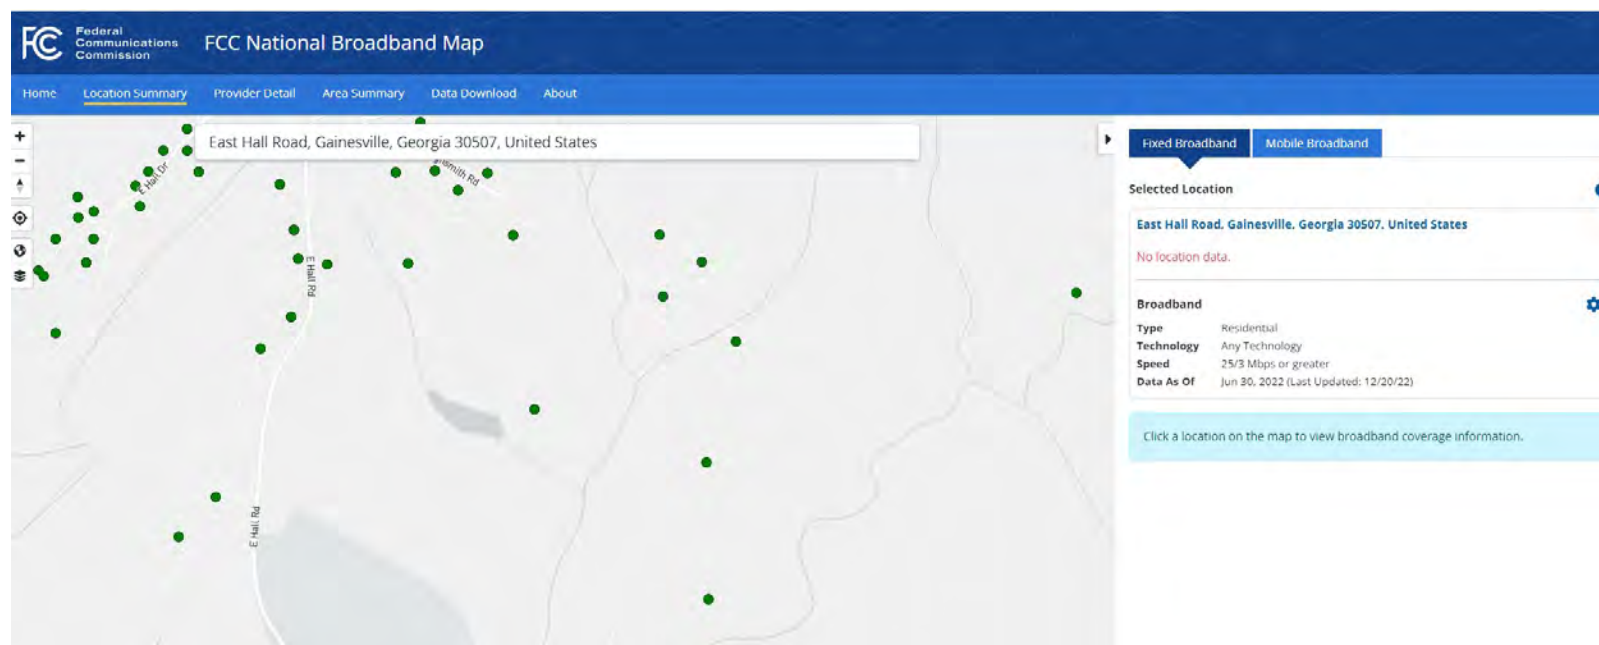 FCC Federal
Communications
Commission
FCC National Broadband Map
Home Location Summary Provider Detail Area Summary Data Download About
East Hall Road, Gainesville, Georgia 30507, United States
E Hall Dr
Rd
E Hall Rd
E Hall Rd
Fixed Broadband Mobile Broadband
Selected Location
East Hall Road, Gainesville, Georgia 30507, United States
No location data.
Broadband
Type Residential
Technology Any Technology
Speed 25/3 Mbps or greater
Data As Of Jun 30, 2022 (Last Updated: 12/20/22)
Click a location on the map to view broadband coverage information.